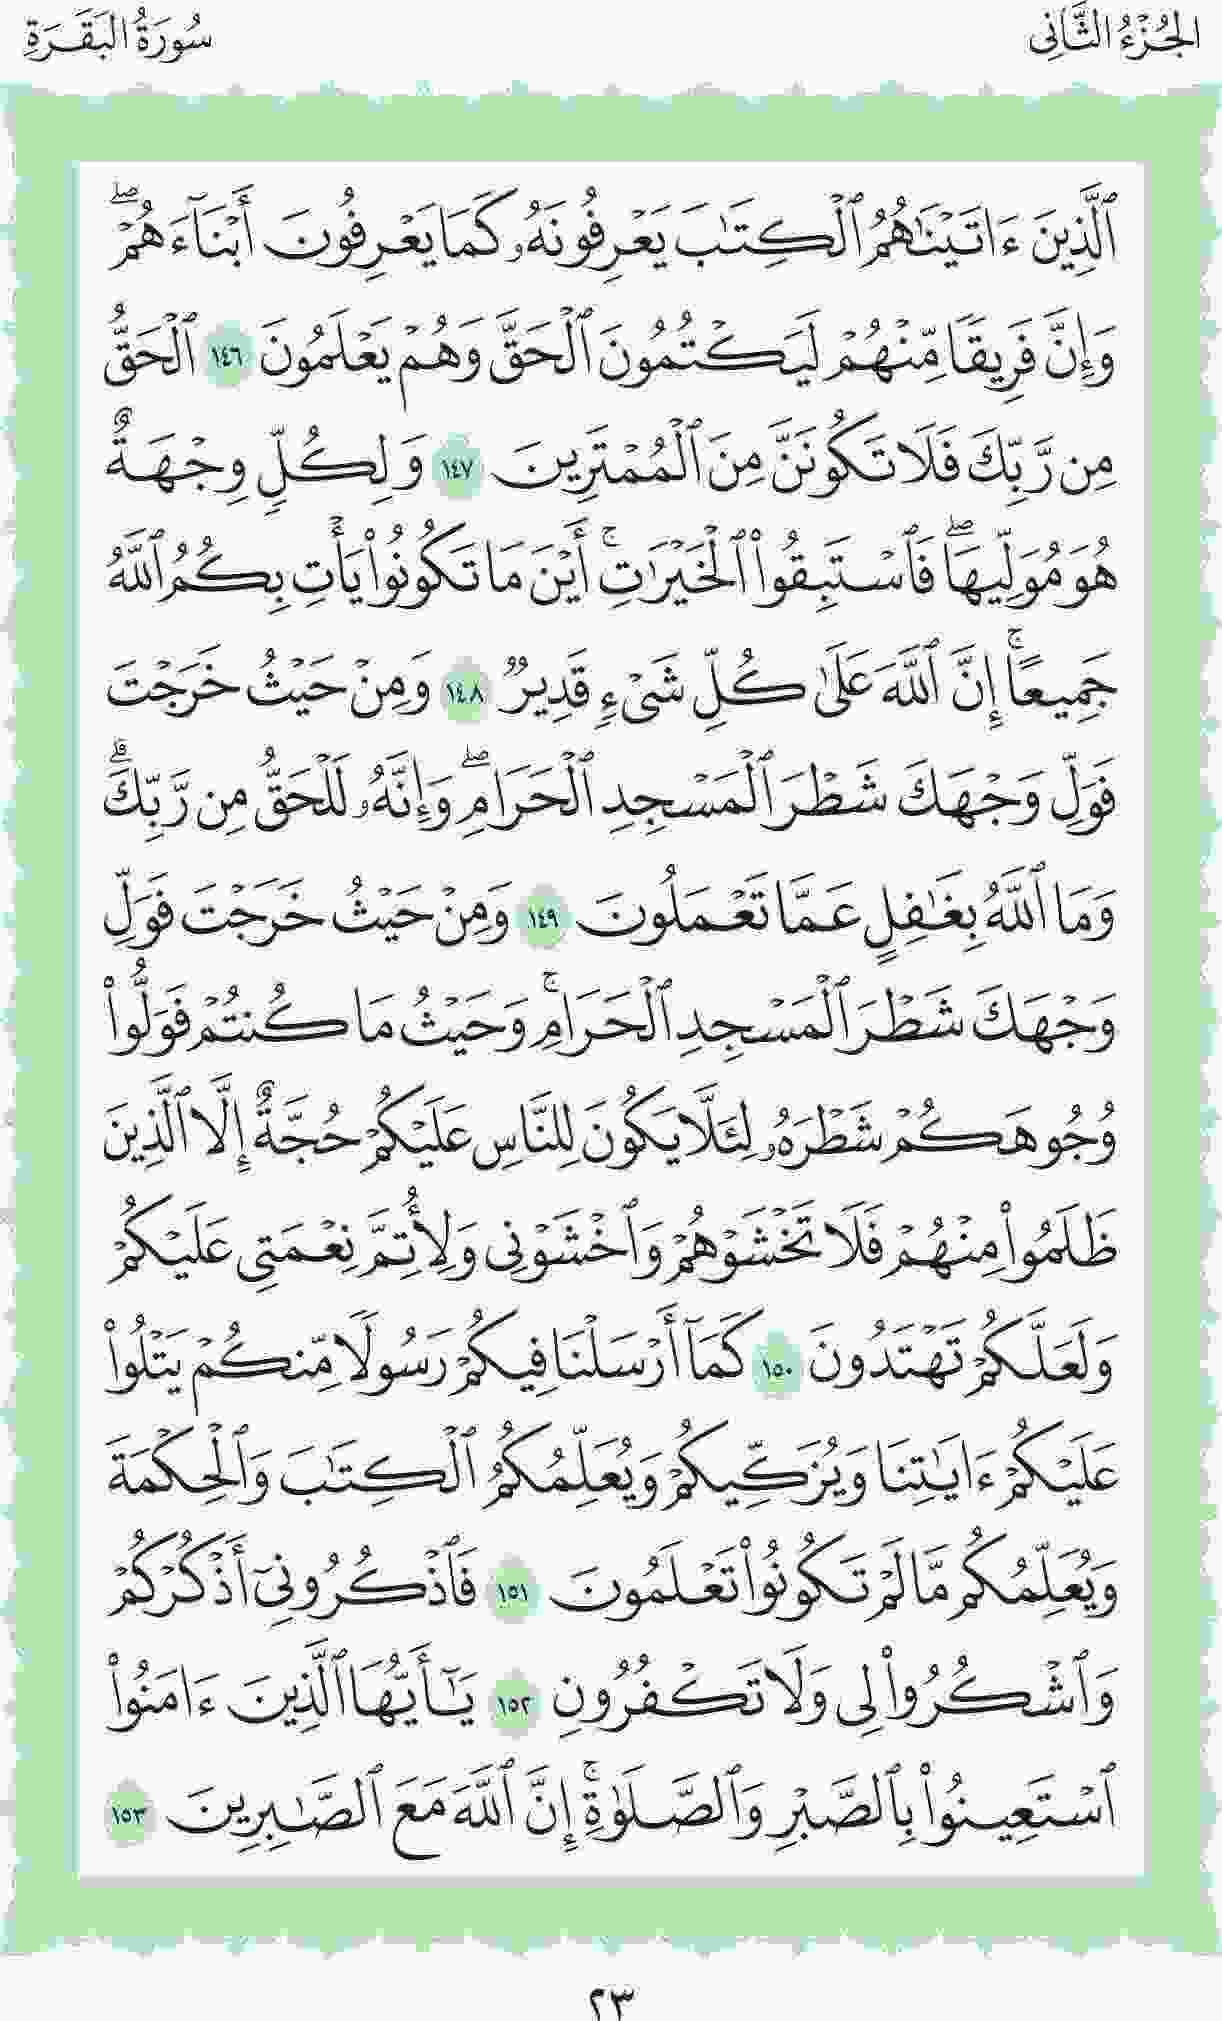 الجُزْءُ الثَّانِي
سُورَةُ البَقَرَةِ
ٱلَّذِينَ ءَاتَيْنَٰهُمُ ٱلْكِتَٰبَ يَعْرِفُونَهُۥ كَمَا يَعْرِفُونَ أَبْنَآءَهُمْۖ
وَإِنَّ فَرِيقًا مِّنْهُمْ لَيَكْتُمُونَ ٱلْحَقَّ وَهُمْ يَعْلَمُونَ ١٤٦ ٱلْحَقُّ
مِن رَّبِّكَ فَلَا تَكُونَنَّ مِنَ ٱلْمُمْتَرِينَ ١٤٧ وَلِكُلٍّ وِجْهَةٌ
هُوَ مُوَلِّيهَاۖ فَٱسْتَبِقُوا۟ ٱلْخَيْرَٰتِۚ أَيْنَ مَا تَكُونُوا۟ يَأْتِ بِكُمُ ٱللَّهُ
جَمِيعًاۚ إِنَّ ٱللَّهَ عَلَىٰ كُلِّ شَىْءٍ قَدِيرٌ ١٤٨ وَمِنْ حَيْثُ خَرَجْتَ
فَوَلِّ وَجْهَكَ شَطْرَ ٱلْمَسْجِدِ ٱلْحَرَامِۖ وَإِنَّهُۥ لَلْحَقُّ مِن رَّبِّكَۗ
وَمَا ٱللَّهُ بِغَٰفِلٍ عَمَّا تَعْمَلُونَ ١٤٩ وَمِنْ حَيْثُ خَرَجْتَ فَوَلِّ
وَجْهَكَ شَطْرَ ٱلْمَسْجِدِ ٱلْحَرَامِۚ وَحَيْثُ مَا كُنتُمْ فَوَلُّوا۟
وُجُوهَكُمْ شَطْرَهُۥ لِئَلَّا يَكُونَ لِلنَّاسِ عَلَيْكُمْ حُجَّةٌ إِلَّا ٱلَّذِينَ
ظَلَمُوا۟ مِنْهُمْ فَلَا تَخْشَوْهُمْ وَٱخْشَوْنِى وَلِأُتِمَّ نِعْمَتِى عَلَيْكُمْ
وَلَعَلَّكُمْ تَهْتَدُونَ ١٥٠ كَمَآ أَرْسَلْنَا فِيكُمْ رَسُولًا مِّنكُمْ يَتْلُوا۟
عَلَيْكُمْ ءَايَٰتِنَا وَيُزَكِّيكُمْ وَيُعَلِّمُكُمُ ٱلْكِتَٰبَ وَٱلْحِكْمَةَ
وَيُعَلِّمُكُم مَّا لَمْ تَكُونُوا۟ تَعْلَمُونَ ١٥١ فَٱذْكُرُونِىٓ أَذْكُرْكُمْ
وَٱشْكُرُوا۟ لِى وَلَا تَكْفُرُونِ ١٥٢ يَٰٓأَيُّهَا ٱلَّذِينَ ءَامَنُوا۟
ٱسْتَعِينُوا۟ بِٱلصَّبْرِ وَٱلصَّلَوٰةِۚ إِنَّ ٱللَّهَ مَعَ ٱلصَّٰبِرِينَ ١٥٣
٢٣